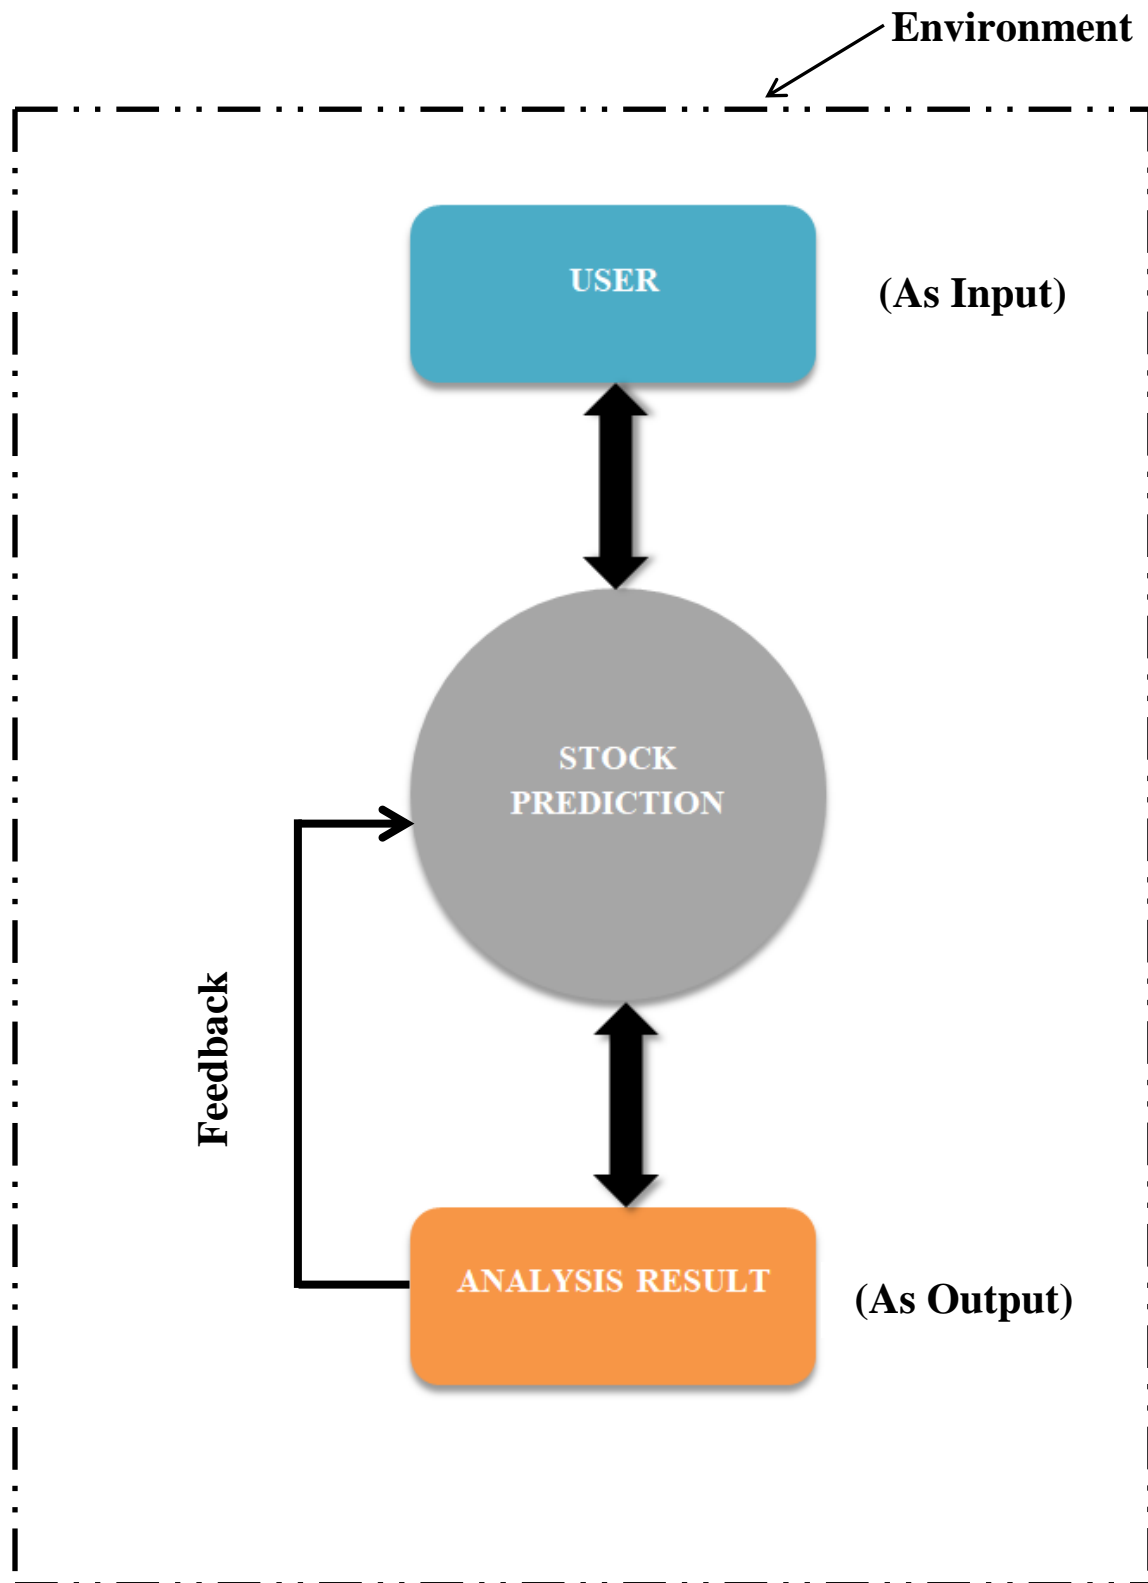 Environment
USER
(As Input)
STOCK
PREDICTION
Feedback
ANALYSIS RESULT
(As Output)